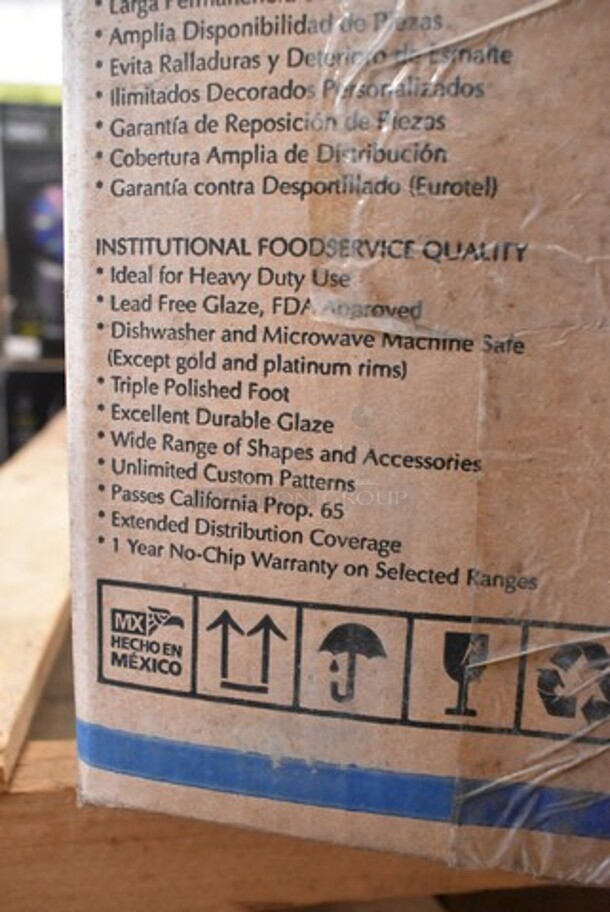 • Larga
• Amplia Disponibilidad de Piezas
• Evita Ralladuras y Deterioro de Esmalte
• Ilimitados Decorados Personalizados
• Garantía de Reposición de Piezas
• Cobertura Amplia de Distribución
• Garantía contra Desportillado (Eurotel)
INSTITUTIONAL FOODSERVICE QUALITY
• Ideal for Heavy Duty Use
• Lead Free Glaze, FDA Approved
• Dishwasher and Microwave Machine Safe
(Except gold and platinum rims)
• Triple Polished Foot
• Excellent Durable Glaze
• Wide Range of Shapes and Accessories
• Unlimited Custom Patterns
• Passes California Prop. 65
• Extended Distribution Coverage
• 1 Year No-Chip Warranty on Selected Ranges
MX
HECHO EN
MÉXICO